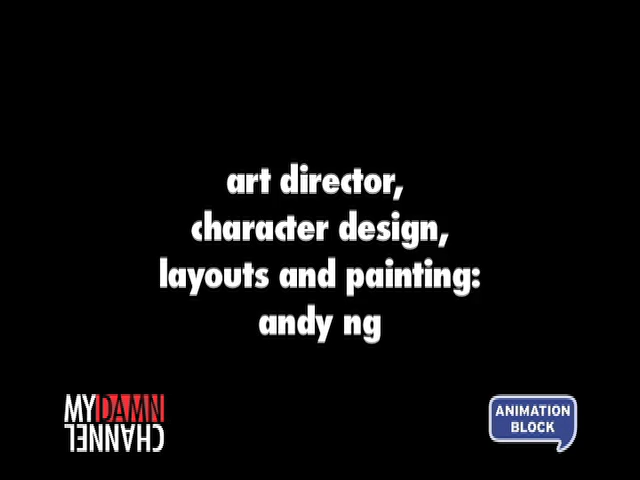 art director,
character design,
layouts and painting:
andy ng
MYDAMN
CHANNEL
ANIMATION
BLOCK